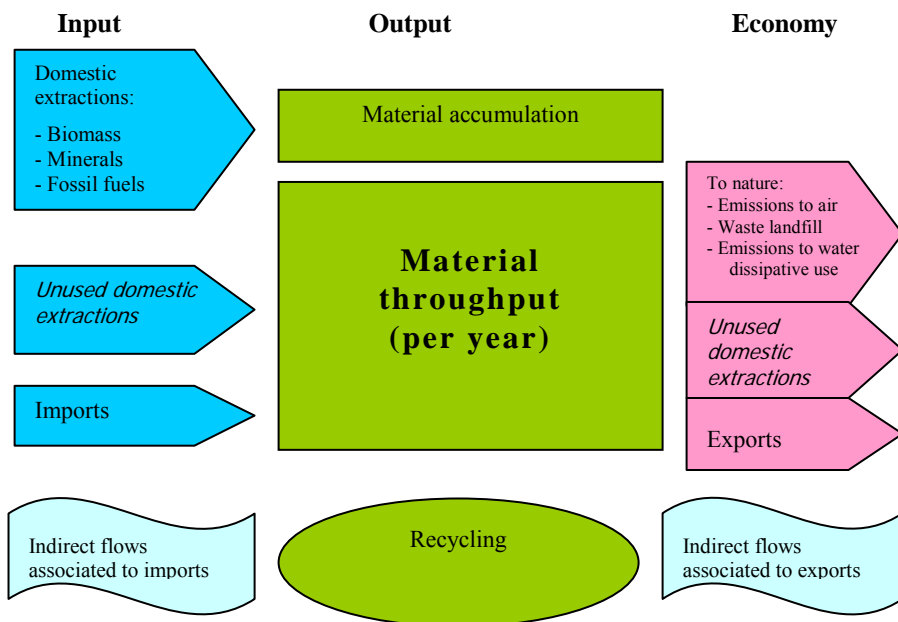 Input
Output
Economy
Domestic
extractions:
- Biomass
- Minerals
- Fossil fuels
Unused domestic
extractions
Imports
Indirect flows
associated to imports
Material accumulation
Material
throughput
(per year)
Recycling
To nature:
- Emissions to air
- Waste landfill
- Emissions to water
dissipative use
Unused
domestic
extractions
Exports
Indirect flows
associated to exports